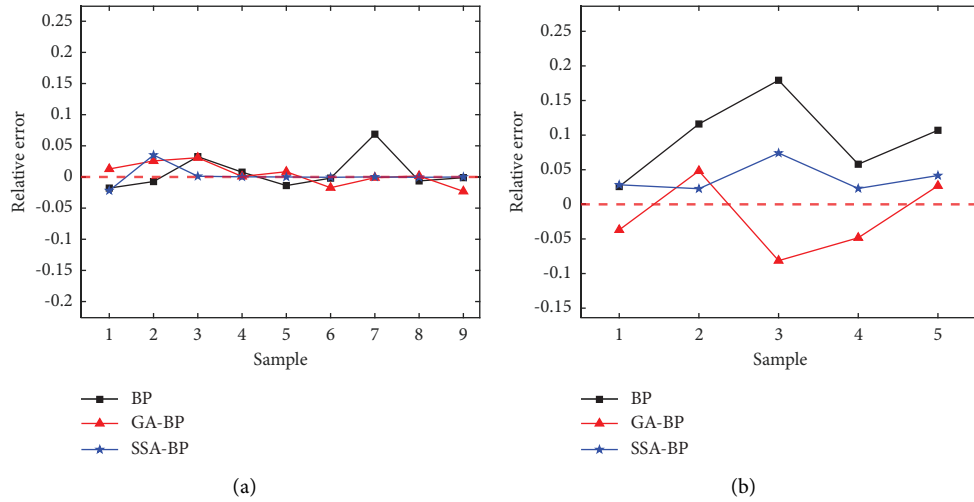 0.25
0.2
0.15
0.1
0.05
0
-0.05
-0.1
-0.15
-0.2
Relative error
1 2 3 4 5 6 7 8 9
Sample
BP
GA-BP
SSA-BP
(a)
0.25
0.2
0.15
0.1
0.05
0
-0.05
-0.1
-0.15
Relative error
1 2 3 4 5
Sample
BP
GA-BP
SSA-BP
(b)